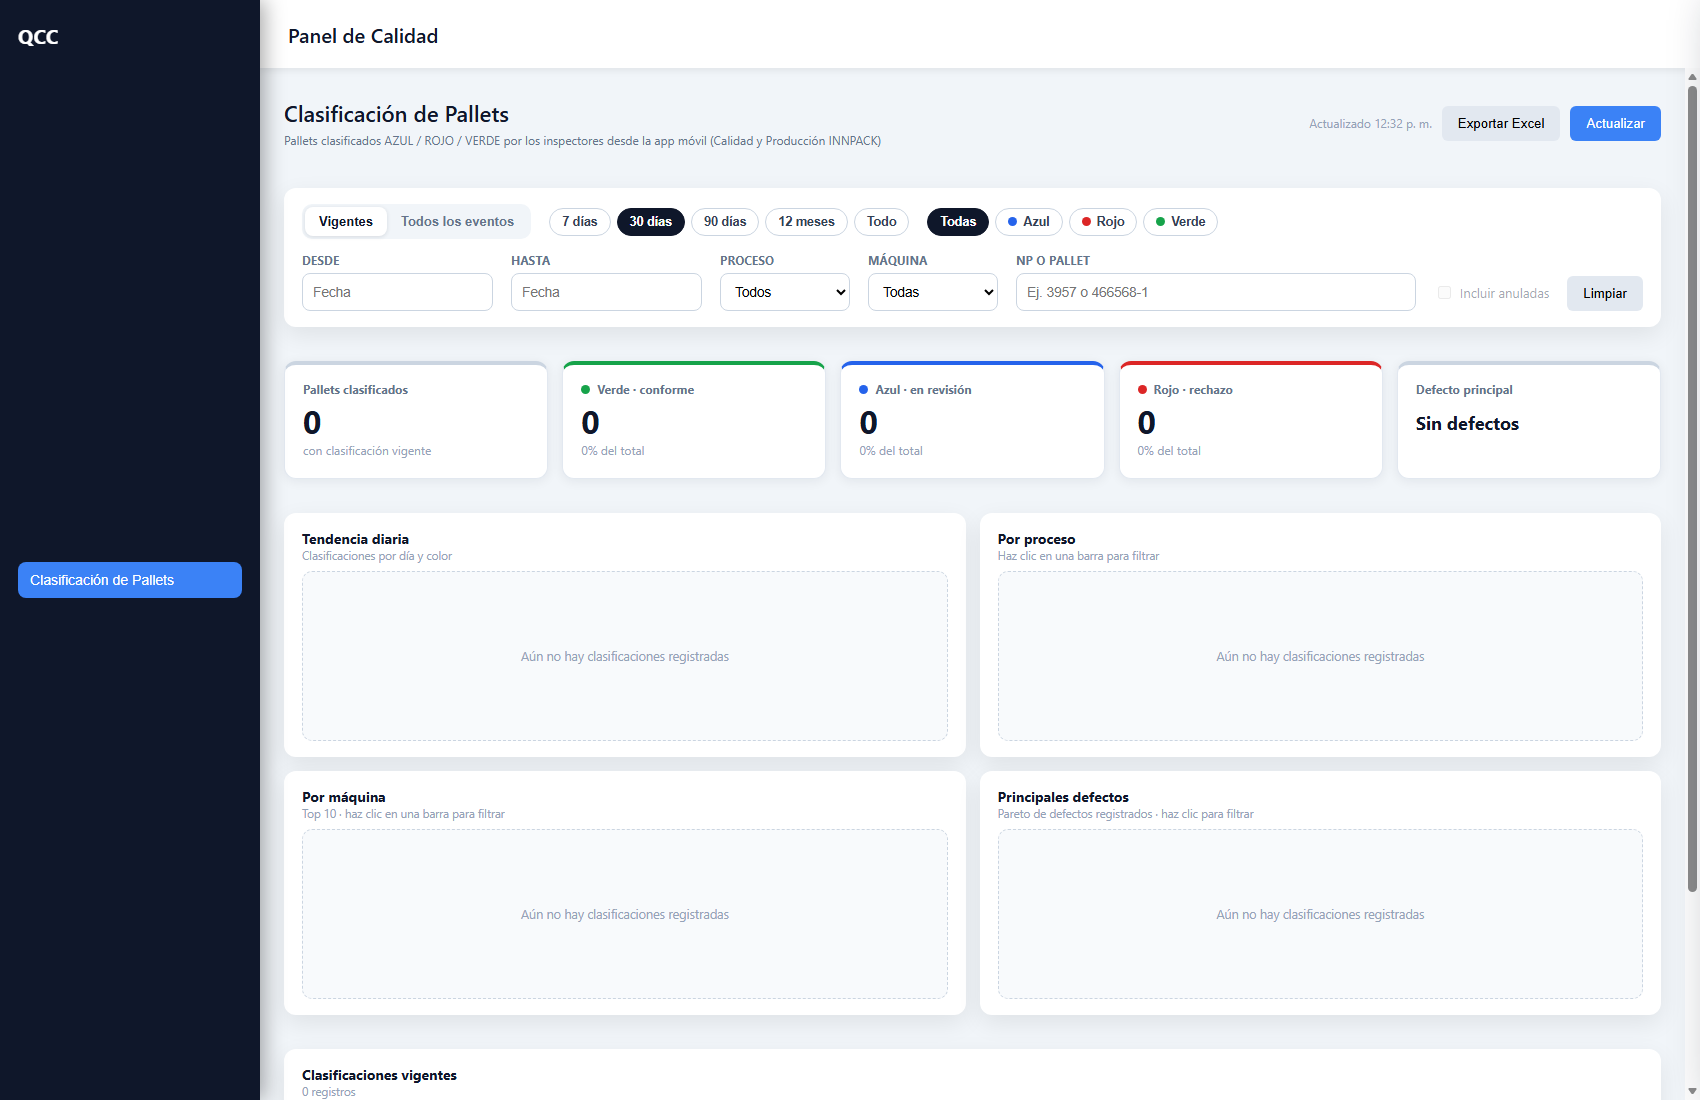 QCC
Panel de Calidad
Clasificación de Pallets
Pallets clasificados AZUL / ROJO / VERDE por los inspectores desde la app móvil (Calidad y Producción INNPACK)
Actualizado 12:32 p. m.
Exportar Excel
Actualizar
Vigentes
Todos los eventos
7 días
30 días
90 días
12 meses
Todo
Todas
Azul
Rojo
Verde
DESDE
HASTA
PROCESO
MÁQUINA
NP O PALLET
Fecha
Fecha
Todos
Todas
Ej. 3957 o 466568-1
Incluir anuladas
Limpiar
Pallets clasificados
0
con clasificación vigente
Verde · conforme
0
0% del total
Azul · en revisión
0
0% del total
Rojo · rechazo
0
0% del total
Defecto principal
Sin defectos
Clasificación de Pallets
Tendencia diaria
Clasificaciones por día y color
Aún no hay clasificaciones registradas
Por proceso
Haz clic en una barra para filtrar
Aún no hay clasificaciones registradas
Por máquina
Top 10 · haz clic en una barra para filtrar
Aún no hay clasificaciones registradas
Principales defectos
Pareto de defectos registrados · haz clic para filtrar
Aún no hay clasificaciones registradas
Clasificaciones vigentes
0 registros